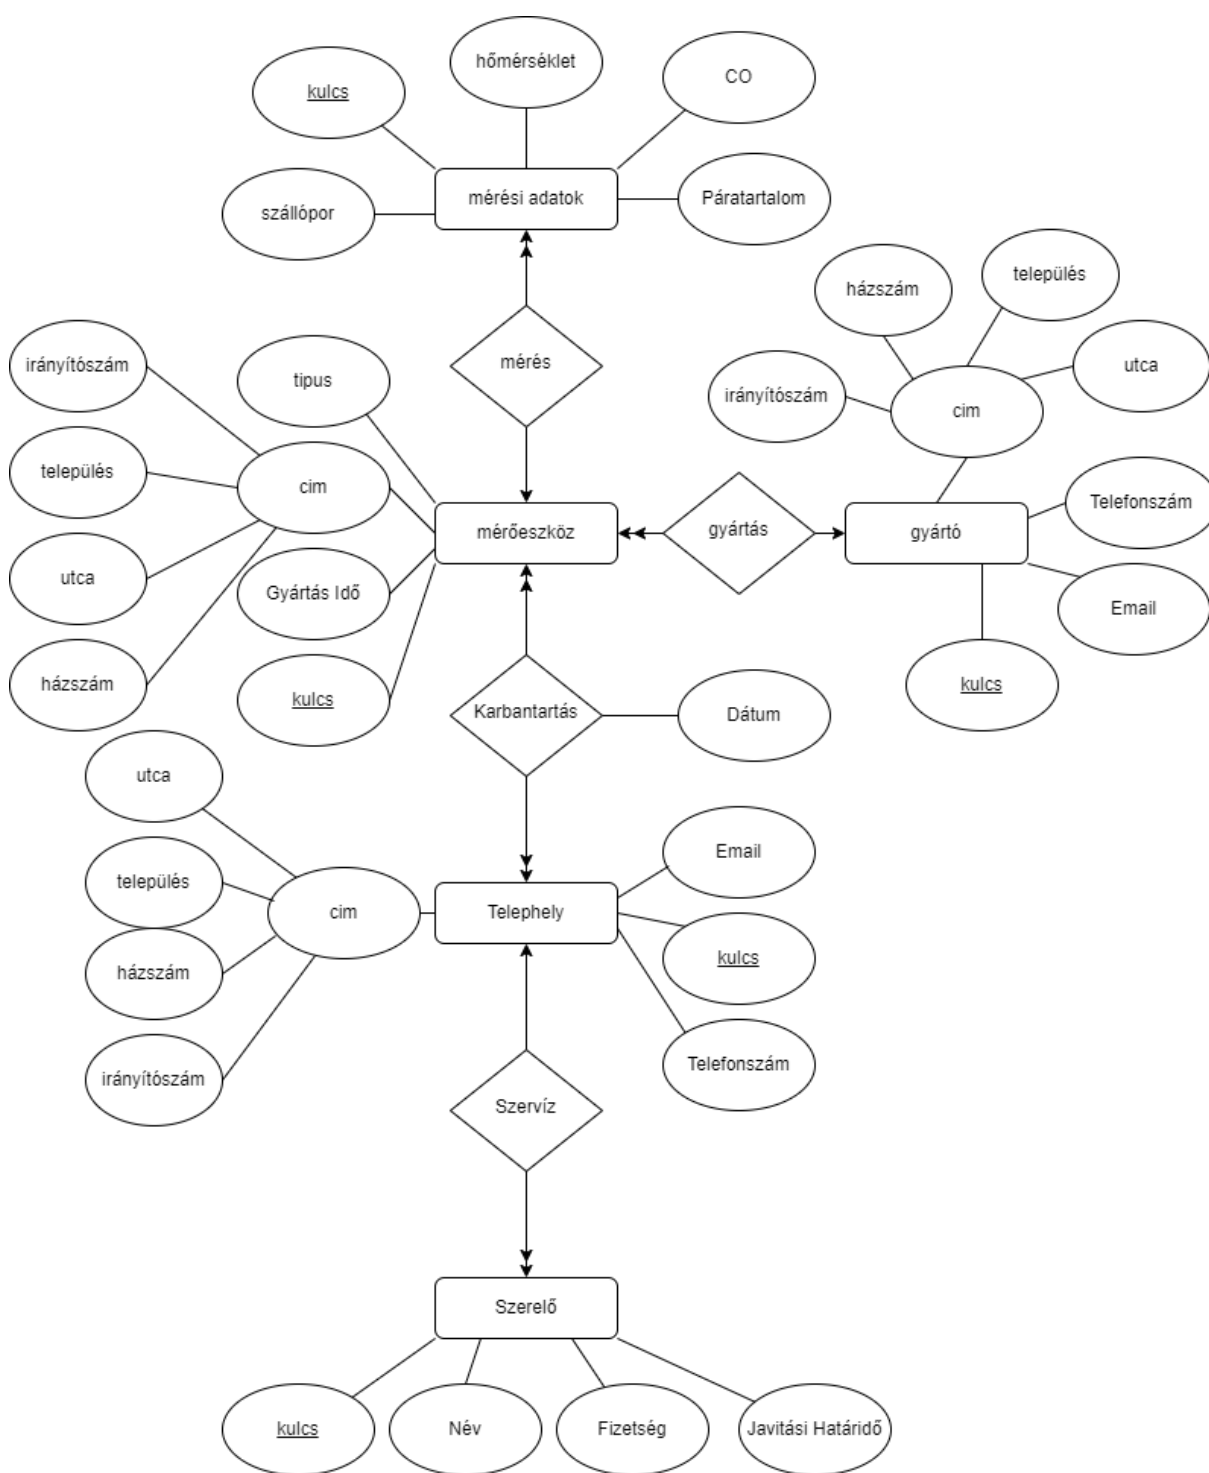 hőmérséklet
CO
kulcs
mérési adatok
Páratartalom
szállópor
település
házszám
irányítószám
mérés
utca
tipus
irányítószám
cim
település
cim
Telefonszám
mérőeszköz
gyártás
gyártó
utca
Gyártás Idő
Email
házszám
kulcs
kulcs
Karbantartás
Dátum
utca
Email
település
cim
Telephely
kulcs
házszám
Telefonszám
irányítószám
Szervíz
Szerelő
kulcs
Név
Fizetség
Javitási Határidő